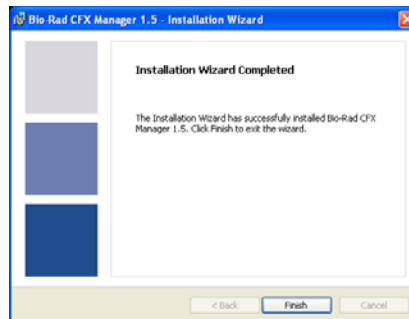 Bio-Rad CFX Manager 1.5 - Installation Wizard
Installation Wizard Completed
The Installation Wizard has successfully installed Bio-Rad CFX
Manager 1.5. Click Finish to exit the wizard.
< Back Finish Cancel